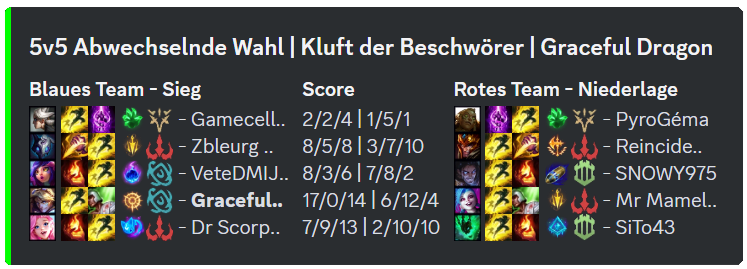 5v5 Abwechselnde Wahl | Kluft der Beschwörer | Graceful Drαgon
Blaues Team - Sieg Score Rotes Team - Niederlage
- Gamecell.. 2/2/4 | 1/5/1 - PyroGéma
- Zbleurg .. 8/5/8 | 3/7/10 - Reincide..
- VeteDMIJ.. 8/3/6 | 7/8/2 - SNOWY975
- Graceful.. 17/0/14 | 6/12/4 - Mr Mamel..
- Dr Scorp.. 7/9/13 | 2/10/10 - SiTo43